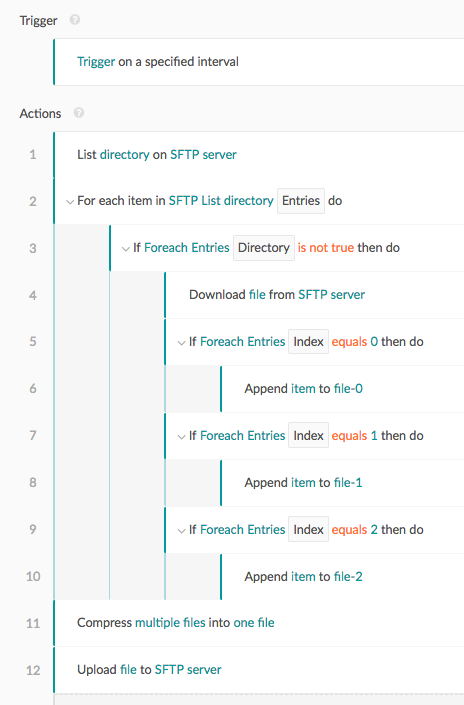 Trigger ?
Trigger on a specified interval
Actions ?
1 List directory on SFTP server
2 For each item in SFTP List directory Entries do
3 If Foreach Entries Directory is not true then do
4 Download file from SFTP server
5 If Foreach Entries Index equals 0 then do
6 Append item to file-0
7 If Foreach Entries Index equals 1 then do
8 Append item to file-1
9 If Foreach Entries Index equals 2 then do
10 Append item to file-2
11 Compress multiple files into one file
12 Upload file to SFTP server